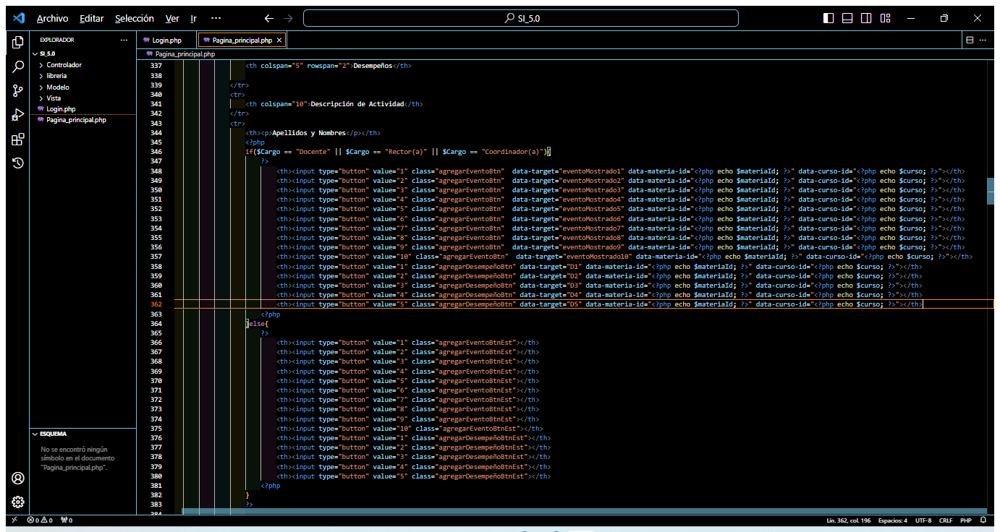 Archivo Editar Selección Ver Ir ··· SI_5.0
EXPLORADOR ···
SI_5.0
Controlador
libreria
Modelo
Vista
Login.php
Pagina_principal.php
ESQUEMA
No se encontró ningún
símbolo en el documento
"Pagina_principal.php".
Login.php Pagina_principal.php
Pagina_principal.php
337 <th colspan="5" rowspan="2">Desempeños</th>
338
339 </tr>
340 <tr>
341 <th colspan="10">Descripción de Actividad</th>
342 </tr>
343 <tr>
344 <th><p>Apellidos y Nombres</p></th>
345 <?php
346 if($Cargo == "Docente" || $Cargo == "Rector(a)" || $Cargo == "Coordinador(a)"){
347 ?>
348 <th><input type="button" value="1" class="agregarEventoBtn" data-target="eventoMostrado1" data-materia-id="<?php echo $materiaId; ?>" data-curso-id="<?php echo $curso; ?>"></th>
349 <th><input type="button" value="2" class="agregarEventoBtn" data-target="eventoMostrado2" data-materia-id="<?php echo $materiaId; ?>" data-curso-id="<?php echo $curso; ?>"></th>
350 <th><input type="button" value="3" class="agregarEventoBtn" data-target="eventoMostrado3" data-materia-id="<?php echo $materiaId; ?>" data-curso-id="<?php echo $curso; ?>"></th>
351 <th><input type="button" value="4" class="agregarEventoBtn" data-target="eventoMostrado4" data-materia-id="<?php echo $materiaId; ?>" data-curso-id="<?php echo $curso; ?>"></th>
352 <th><input type="button" value="5" class="agregarEventoBtn" data-target="eventoMostrado5" data-materia-id="<?php echo $materiaId; ?>" data-curso-id="<?php echo $curso; ?>"></th>
353 <th><input type="button" value="6" class="agregarEventoBtn" data-target="eventoMostrado6" data-materia-id="<?php echo $materiaId; ?>" data-curso-id="<?php echo $curso; ?>"></th>
354 <th><input type="button" value="7" class="agregarEventoBtn" data-target="eventoMostrado7" data-materia-id="<?php echo $materiaId; ?>" data-curso-id="<?php echo $curso; ?>"></th>
355 <th><input type="button" value="8" class="agregarEventoBtn" data-target="eventoMostrado8" data-materia-id="<?php echo $materiaId; ?>" data-curso-id="<?php echo $curso; ?>"></th>
356 <th><input type="button" value="9" class="agregarEventoBtn" data-target="eventoMostrado9" data-materia-id="<?php echo $materiaId; ?>" data-curso-id="<?php echo $curso; ?>"></th>
357 <th><input type="button" value="10" class="agregarEventoBtn" data-target="eventoMostrado10" data-materia-id="<?php echo $materiaId; ?>" data-curso-id="<?php echo $curso; ?>"></th>
358 <th><input type="button" value="1" class="agregarDesempeñoBtn" data-target="D1" data-materia-id="<?php echo $materiaId; ?>" data-curso-id="<?php echo $curso; ?>"></th>
359 <th><input type="button" value="2" class="agregarDesempeñoBtn" data-target="D2" data-materia-id="<?php echo $materiaId; ?>" data-curso-id="<?php echo $curso; ?>"></th>
360 <th><input type="button" value="3" class="agregarDesempeñoBtn" data-target="D3" data-materia-id="<?php echo $materiaId; ?>" data-curso-id="<?php echo $curso; ?>"></th>
361 <th><input type="button" value="4" class="agregarDesempeñoBtn" data-target="D4" data-materia-id="<?php echo $materiaId; ?>" data-curso-id="<?php echo $curso; ?>"></th>
362 <th><input type="button" value="5" class="agregarDesempeñoBtn" data-target="D5" data-materia-id="<?php echo $materiaId; ?>" data-curso-id="<?php echo $curso; ?>"></th>
363 <?php
364 }else{
365 ?>
366 <th><input type="button" value="1" class="agregarEventoBtnEst"></th>
367 <th><input type="button" value="2" class="agregarEventoBtnEst"></th>
368 <th><input type="button" value="3" class="agregarEventoBtnEst"></th>
369 <th><input type="button" value="4" class="agregarEventoBtnEst"></th>
370 <th><input type="button" value="5" class="agregarEventoBtnEst"></th>
371 <th><input type="button" value="6" class="agregarEventoBtnEst"></th>
372 <th><input type="button" value="7" class="agregarEventoBtnEst"></th>
373 <th><input type="button" value="8" class="agregarEventoBtnEst"></th>
374 <th><input type="button" value="9" class="agregarEventoBtnEst"></th>
375 <th><input type="button" value="10" class="agregarEventoBtnEst"></th>
376 <th><input type="button" value="1" class="agregarDesempeñoBtnEst"></th>
377 <th><input type="button" value="2" class="agregarDesempeñoBtnEst"></th>
378 <th><input type="button" value="3" class="agregarDesempeñoBtnEst"></th>
379 <th><input type="button" value="4" class="agregarDesempeñoBtnEst"></th>
380 <th><input type="button" value="5" class="agregarDesempeñoBtnEst"></th>
381 <?php
382 }
383 ?>
384
0 0 0 Lín. 362, col. 196 Espacios: 4 UTF-8 CRLF PHP